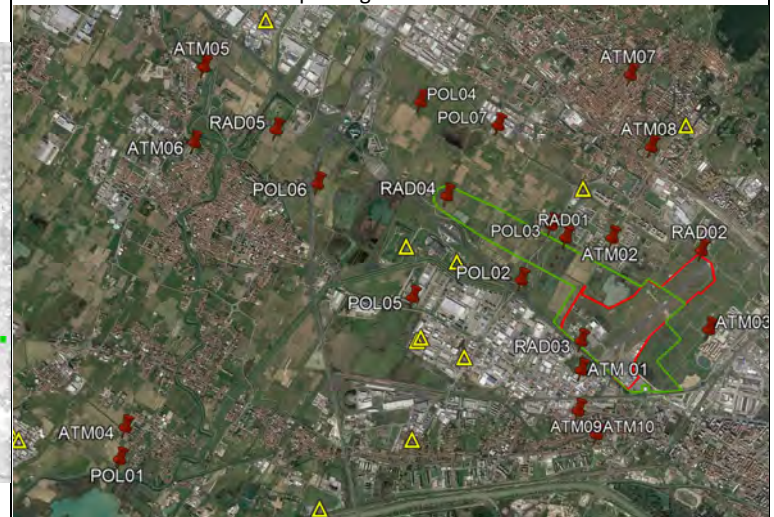 ATM05
ATM07
POL04
RAD05
POL07
ATM08
ATM06
POL06
RAD04
RAD01
POL03
ATM02
RAD02
POL02
POL05
ATM03
RAD03
ATM 01
ATM04
ATM09
ATM10
POL01